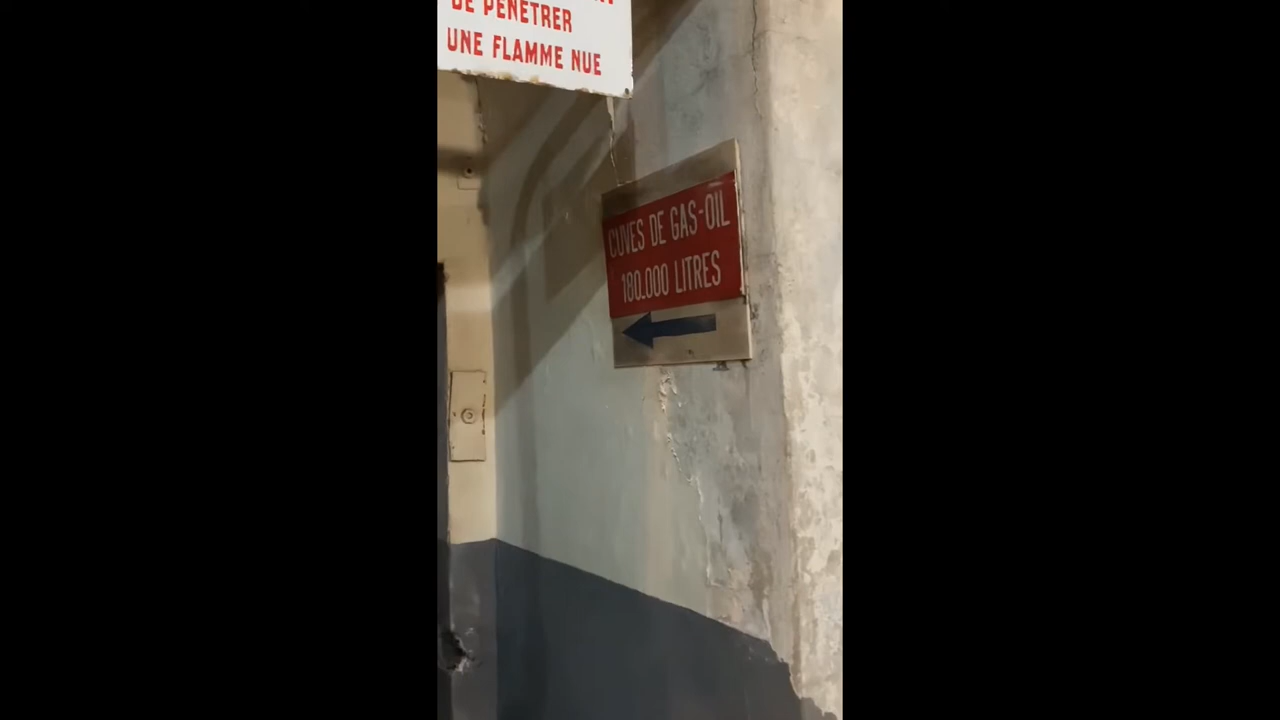 DE PENETRER
UNE FLAMME NUE
CUVES DE GAS-OIL
180.000 LITRES